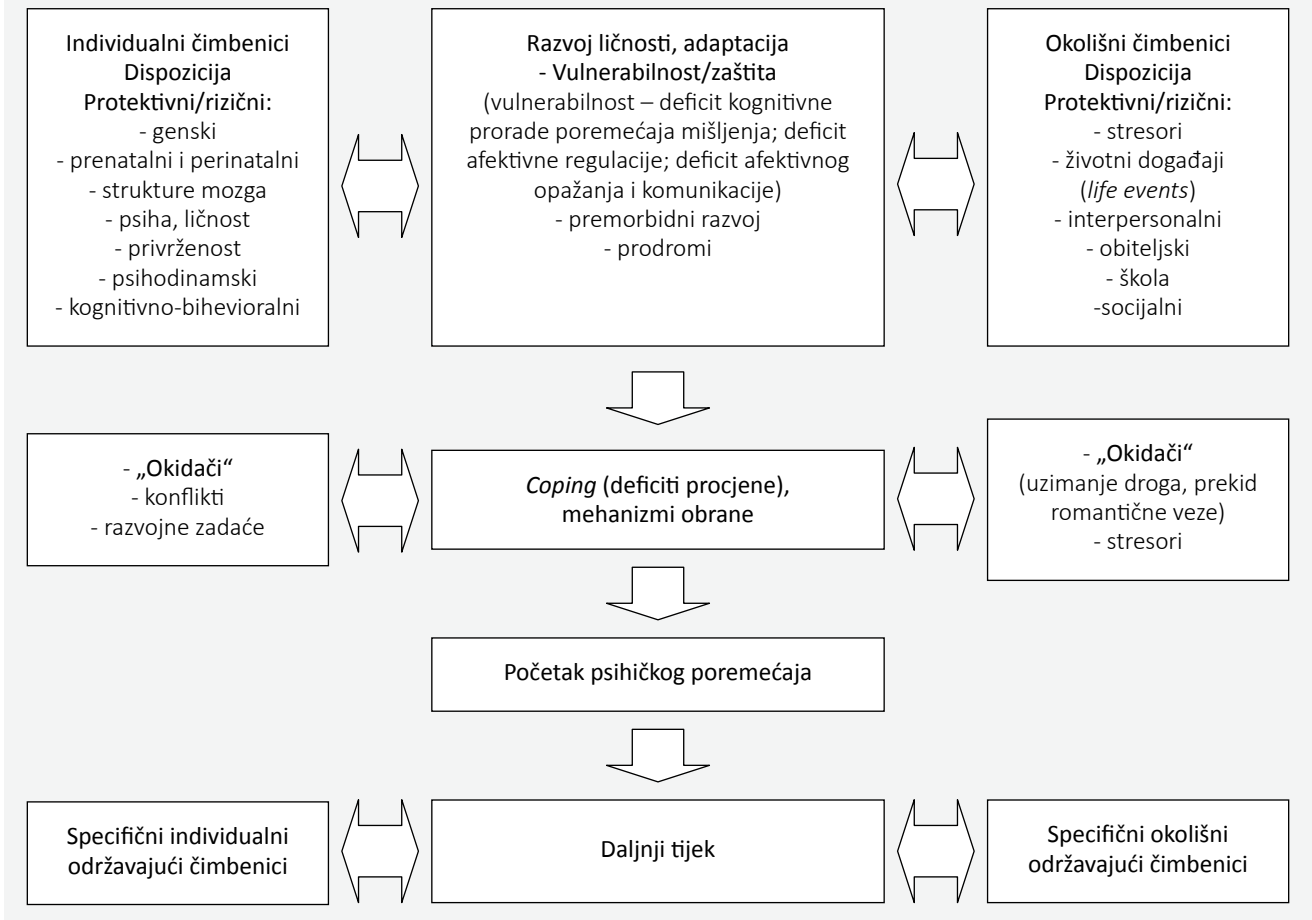 Individualni čimbenici
Dispozicija
Protektivni/rizični:
- genski
- prenatalni i perinatalni
- strukture mozga
- psiha, ličnost
- privrženost
- psihodinamski
- kognitivno-bihevioralni
Razvoj ličnosti, adaptacija
- Vulnerabilnost/zaštita
(vulnerabilnost – deficit kognitivne
prorade poremećaja mišljenja; deficit
afektivne regulacije; deficit afektivnog
opažanja i komunikacije)
- premorbidni razvoj
- prodromi
Okolišni čimbenici
Dispozicija
Protektivni/rizični:
- stresori
- životni događaji
(life events)
- interpersonalni
- obiteljski
- škola
-socijalni
- „Okidači“
- konflikti
- razvojne zadaće
Coping (deficiti procjene),
mehanizmi obrane
- „Okidači“
(uzimanje droga, prekid
romantične veze)
- stresori
Početak psihičkog poremećaja
Specifični individualni
održavajući čimbenici
Daljnji tijek
Specifični okolišni
održavajući čimbenici